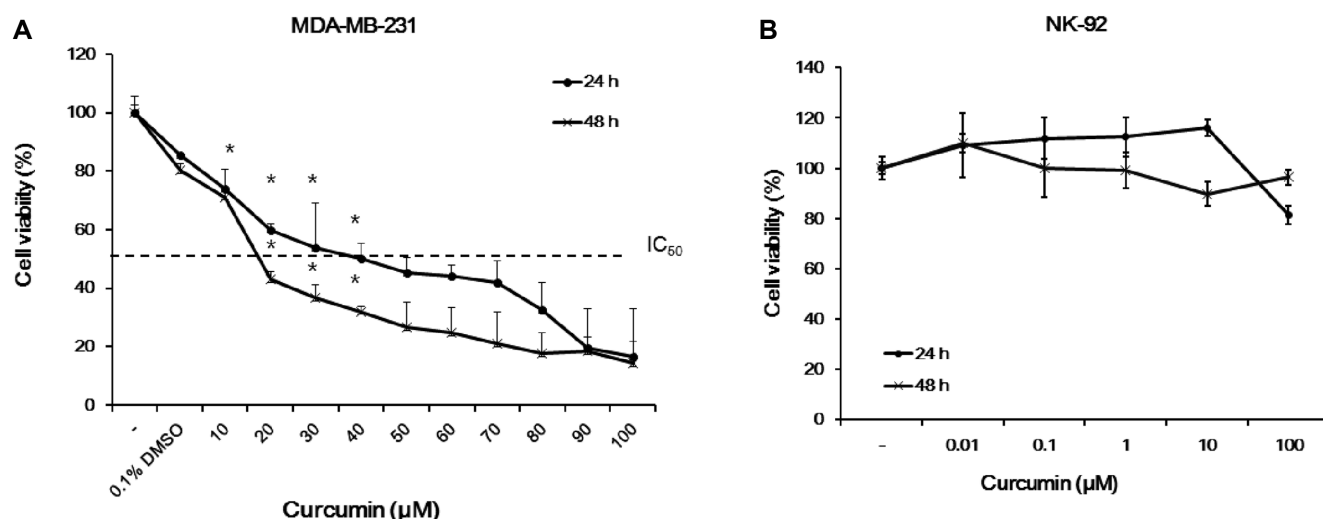 A
MDA-MB-231
120
100
80
60
40
20
0
Cell viability (%)
24 h
48 h
*
*
*
*
*
*
*
IC50
-
0.1% DMSO
10
20
30
40
50
60
70
80
90
100
Curcumin (µM)
B
NK-92
140
120
100
80
60
40
20
0
Cell viability (%)
24 h
48 h
-
0.01
0.1
1
10
100
Curcumin (µM)